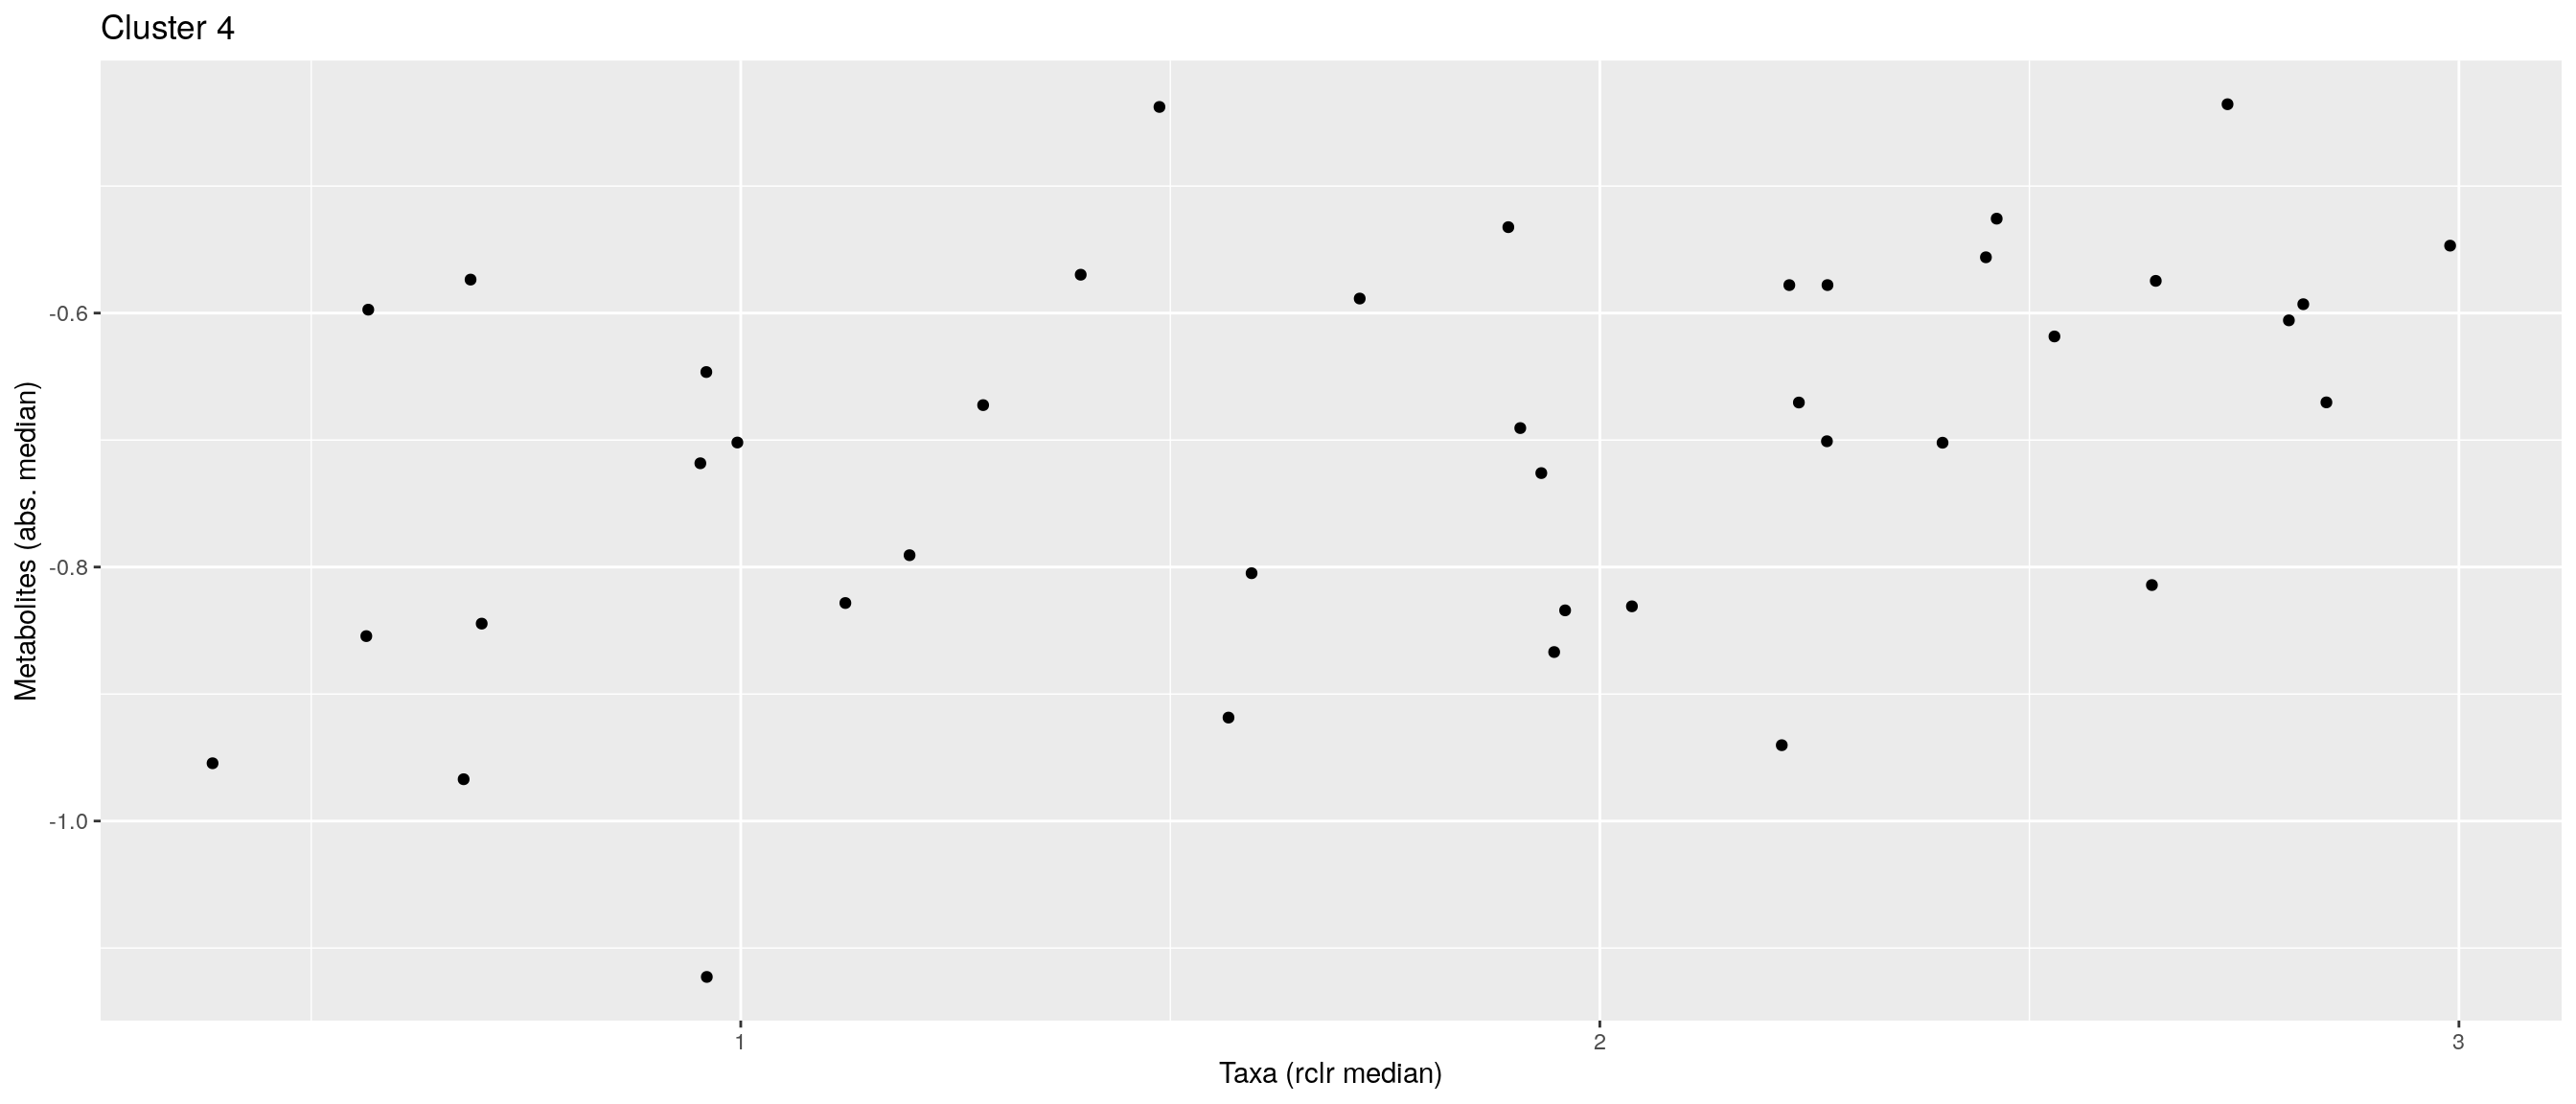 Cluster 4
Metabolites (abs. median)
-0.6
-0.8
-1.0
1
2
3
Taxa (rclr median)